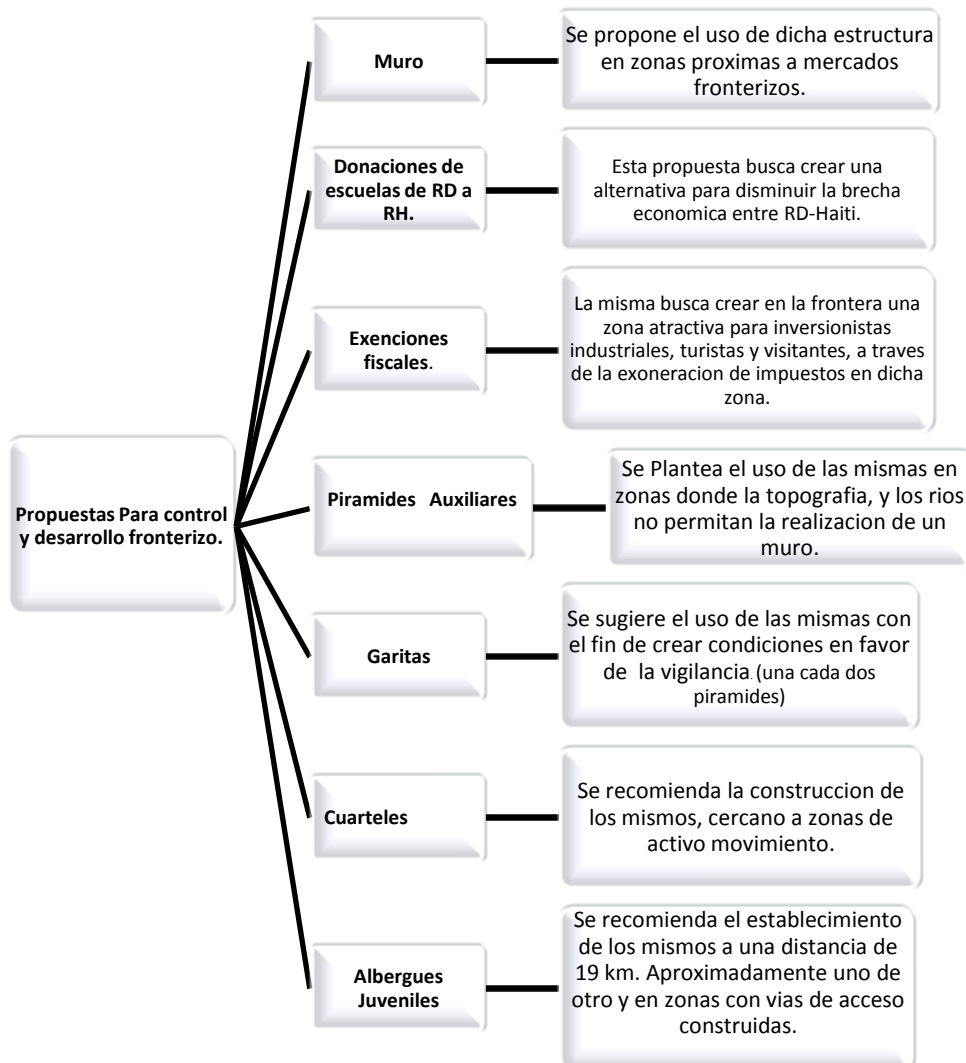 Propuestas Para control
y desarrollo fronterizo.
Muro
Se propone el uso de dicha estructura
en zonas proximas a mercados
fronterizos.
Donaciones de
escuelas de RD a
RH.
Esta propuesta busca crear una
alternativa para disminuir la brecha
economica entre RD-Haiti.
Exenciones
fiscales.
La misma busca crear en la frontera una
zona atractiva para inversionistas
industriales, turistas y visitantes, a traves
de la exoneracion de impuestos en dicha
zona.
Piramides Auxiliares
Se Plantea el uso de las mismas en
zonas donde la topografia, y los rios
no permitan la realizacion de un
muro.
Garitas
Se sugiere el uso de las mismas con
el fin de crear condiciones en favor
de la vigilancia. (una cada dos
piramides)
Cuarteles
Se recomienda la construccion de
los mismos, cercano a zonas de
activo movimiento.
Albergues
Juveniles
Se recomienda el establecimiento
de los mismos a una distancia de
19 km. Aproximadamente uno de
otro y en zonas con vias de acceso
construidas.